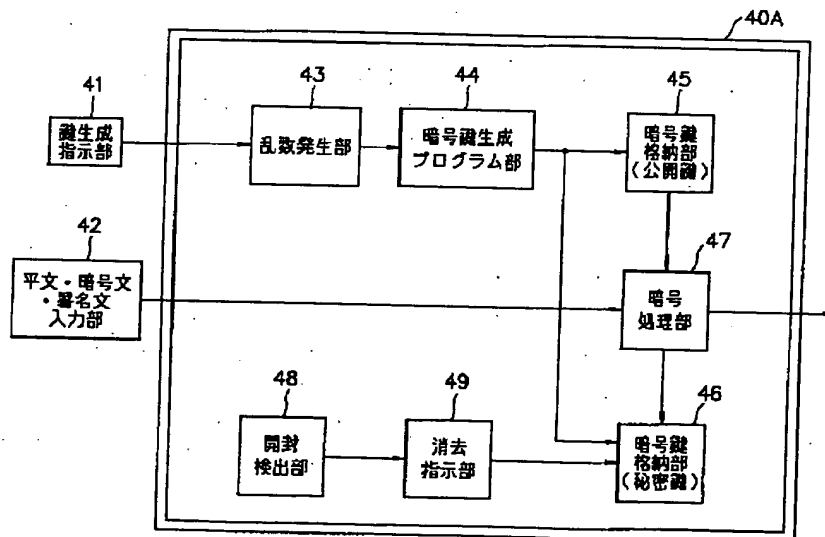 40A
41
鍵生成
指示部
43
乱数発生部
44
暗号鍵生成
プログラム部
45
暗号鍵
格納部
(公開鍵)
42
平文・暗号文
・署名文
入力部
47
暗号
処理部
48
開封
検出部
49
消去
指示部
46
暗号鍵
格納部
(秘密鍵)